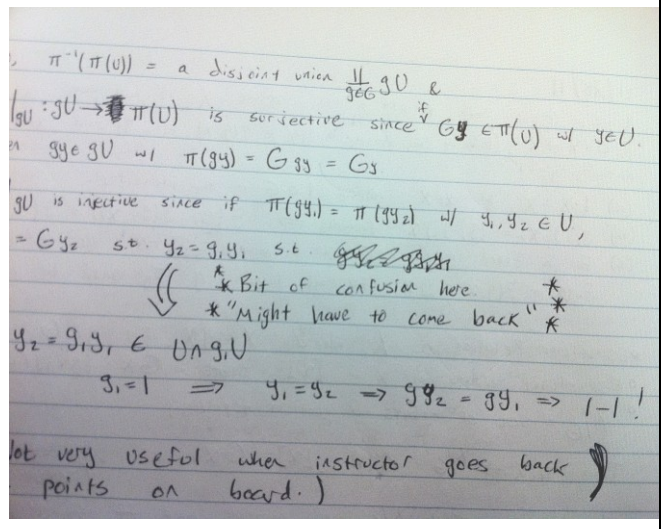 π⁻¹(π(U)) = a disjoint union ∐ g∈G gU &
|gU : gU → π(U) is surjective since if Gy ∈ π(U) w/ y∈U.
gy ∈ gU w/ π(gy) = Ggy = Gy
gU is injective since if π(gy₁) = π(gy₂) w/ y₁, y₂ ∈ U,
= Gy₂ s.t. y₂ = g₁y₁ s.t.
* * Bit of confusion here *
* "Might have to come back" * *
y₂ = g₁y₁ ∈ U∩g₁U
g₁=1 ⟹ y₁=y₂ ⟹ gy₂ = gy₁ ⟹ 1-1!
very useful when instructor goes back
points on board.)